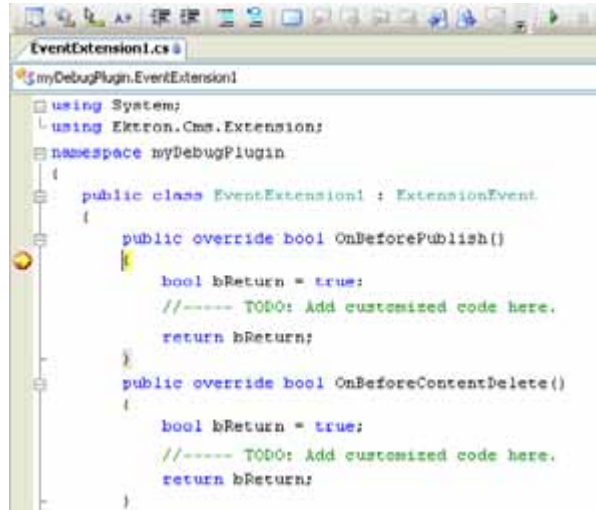 EventExtension1.cs
myDebugPlugin.EventExtension1
using System;
using Ektron.Cms.Extension;
namespace myDebugPlugin
{
public class EventExtension1 : ExtensionEvent
{
public override bool OnBeforePublish()
{
bool bReturn = true;
//----- TODO: Add customized code here.
return bReturn;
}
public override bool OnBeforeContentDelete()
{
bool bReturn = true;
//----- TODO: Add customized code here.
return bReturn;
}